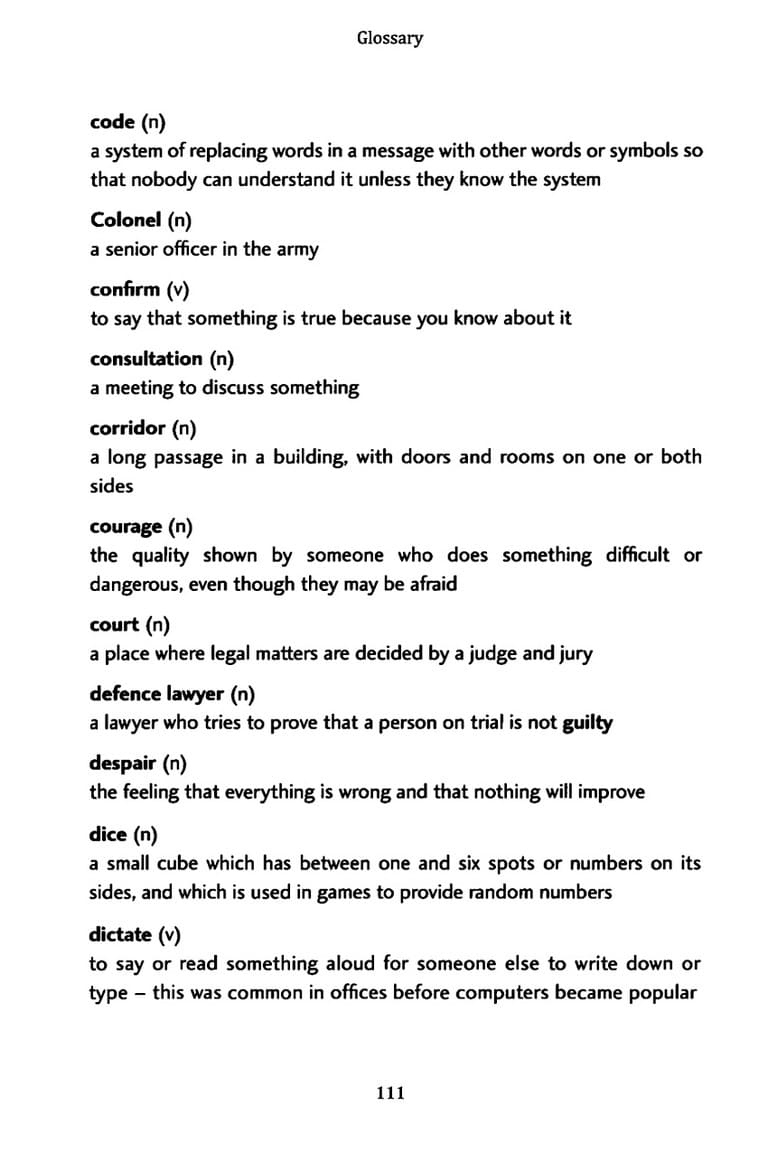 Glossary
code (n)
a system of replacing words in a message with other words or symbols so
that nobody can understand it unless they know the system
Colonel (n)
a senior officer in the army
confirm (v)
to say that something is true because you know about it
consultation (n)
a meeting to discuss something
corridor (n)
a long passage in a building, with doors and rooms on one or both
sides
courage (n)
the quality shown by someone who does something difficult or
dangerous, even though they may be afraid
court (n)
a place where legal matters are decided by a judge and jury
defence lawyer (n)
a lawyer who tries to prove that a person on trial is not guilty
despair (n)
the feeling that everything is wrong and that nothing will improve
dice (n)
a small cube which has between one and six spots or numbers on its
sides, and which is used in games to provide random numbers
dictate (v)
to say or read something aloud for someone else to write down or
type – this was common in offices before computers became popular
111